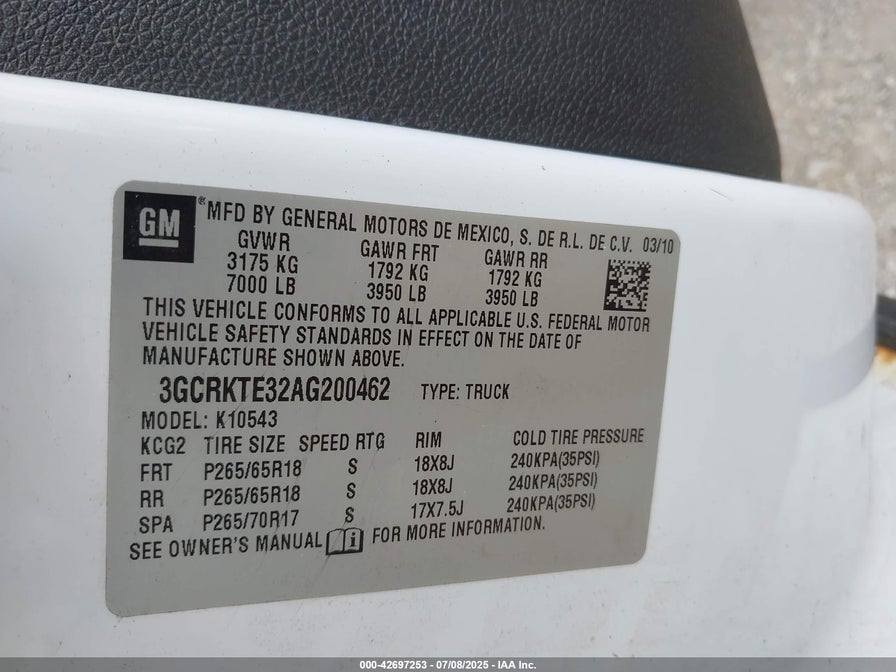 GM ® MFD BY GENERAL MOTORS DE MEXICO, S. DE R.L. DE C.V. 03/10
GVWR GAWR FRT GAWR RR
3175 KG 1792 KG 1792 KG
7000 LB 3950 LB 3950 LB
THIS VEHICLE CONFORMS TO ALL APPLICABLE U.S. FEDERAL MOTOR
VEHICLE SAFETY STANDARDS IN EFFECT ON THE DATE OF
MANUFACTURE SHOWN ABOVE.
3GCRKTE32AG200462 TYPE: TRUCK
MODEL: K10543
KCG2 TIRE SIZE SPEED RTG RIM COLD TIRE PRESSURE
FRT P265/65R18 S 18X8J 240KPA(35PSI)
RR P265/65R18 S 18X8J 240KPA(35PSI)
SPA P265/70R17 S 17X7.5J 240KPA(35PSI)
SEE OWNER'S MANUAL i FOR MORE INFORMATION.
000-42697253 - 07/08/2025 - IAA Inc.